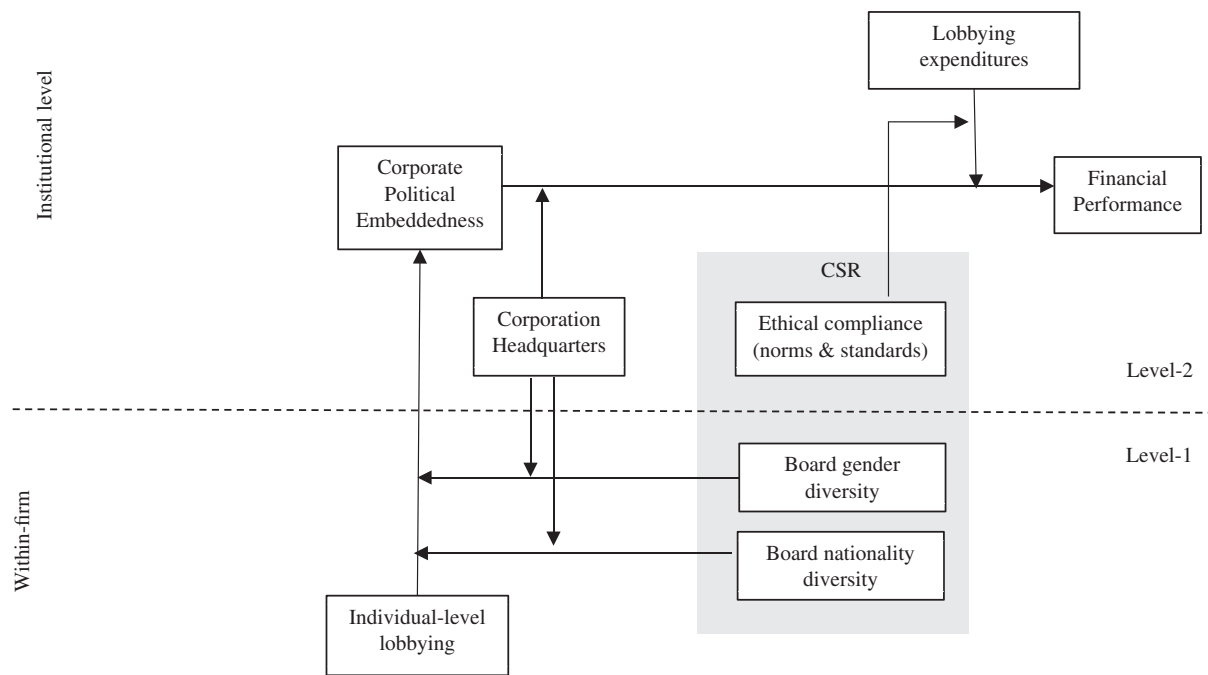 Lobbying
expenditures
Institutional level
Corporate
Political
Embeddedness
Financial
Performance
CSR
Corporation
Headquarters
Ethical compliance
(norms & standards)
Level-2
Level-1
Board gender
diversity
Within-firm
Board nationality
diversity
Individual-level
lobbying